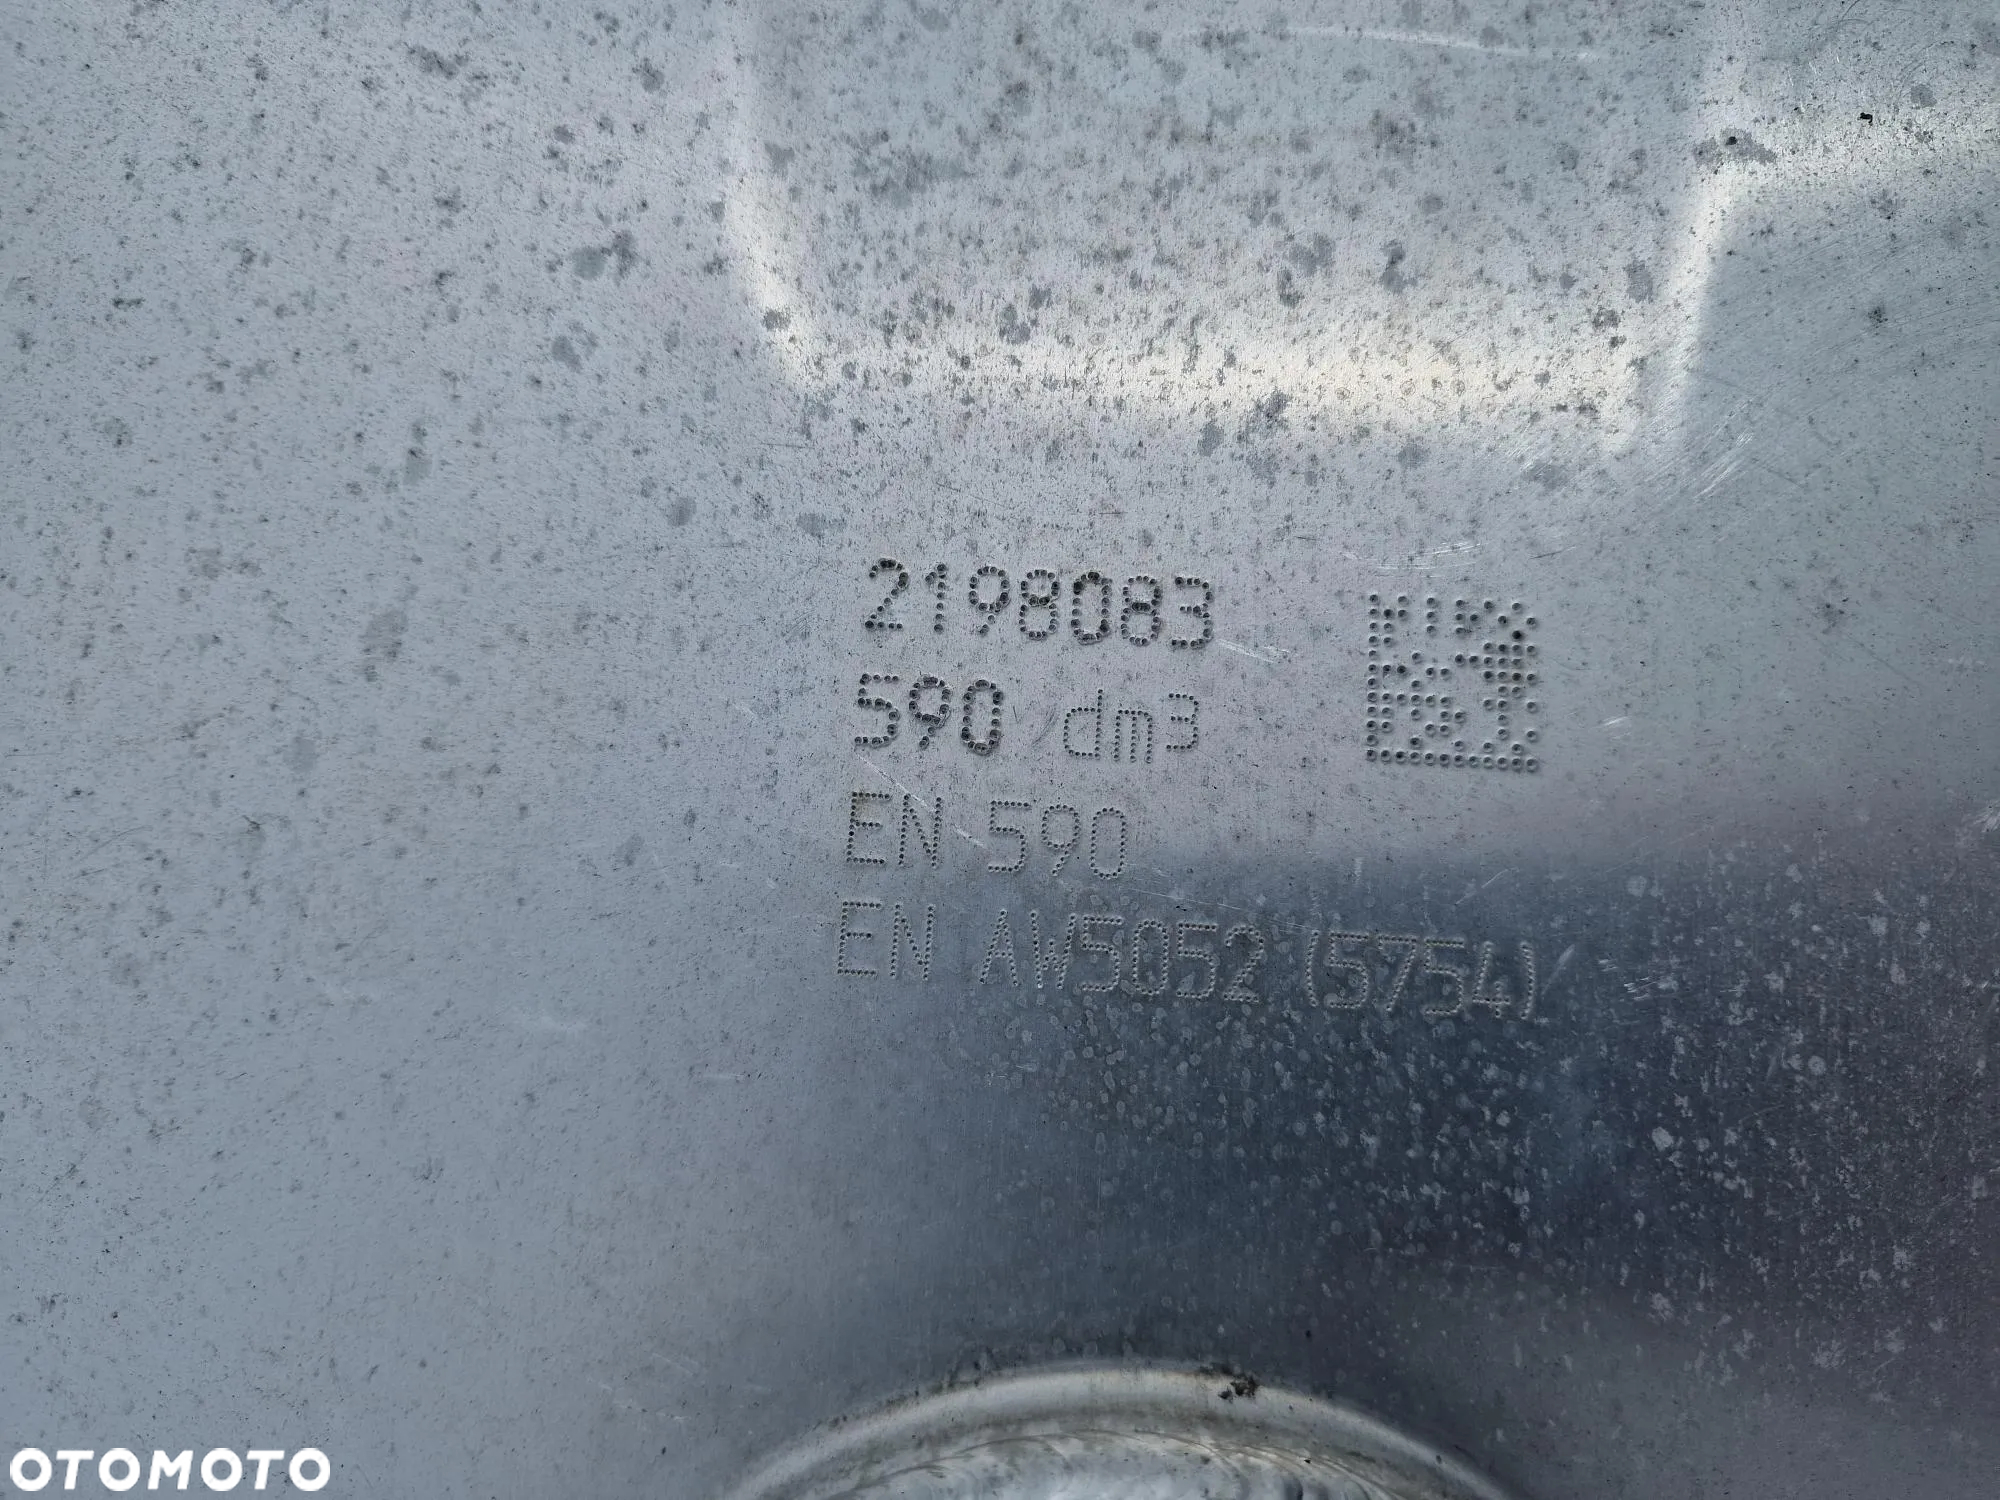 2198083
590 dm3
EN 590
EN AW5052 (5754)
OTOMOTO